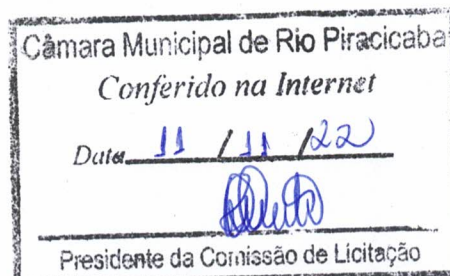 Câmara Municipal de Rio Piracicaba
Conferido na Internet
Data 11 / 11 / 22
Presidente da Comissão de Licitação